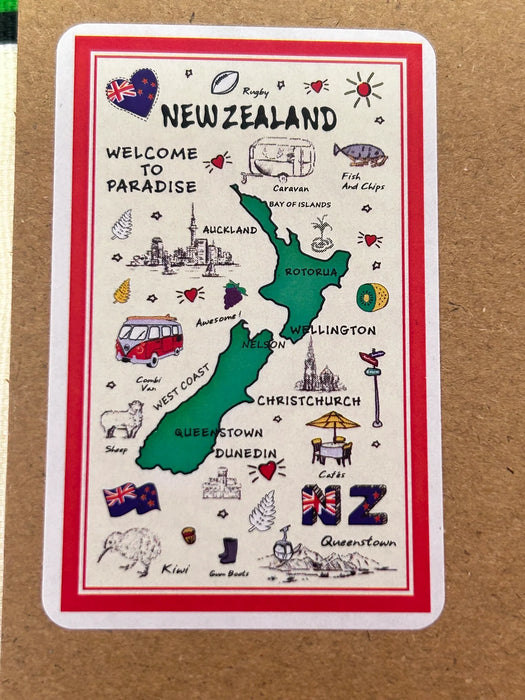 Rugby
NEW ZEALAND
WELCOME
TO
PARADISE
Caravan
Fish
And Chips
BAY OF ISLANDS
AUCKLAND
ROTORUA
Awesome!
WELLINGTON
NELSON
Combi
Van
WEST COAST
CHRISTCHURCH
Sheep
QUEENSTOWN
DUNEDIN
Cafés
NZ
Queenstown
Kiwi
Gum Boots